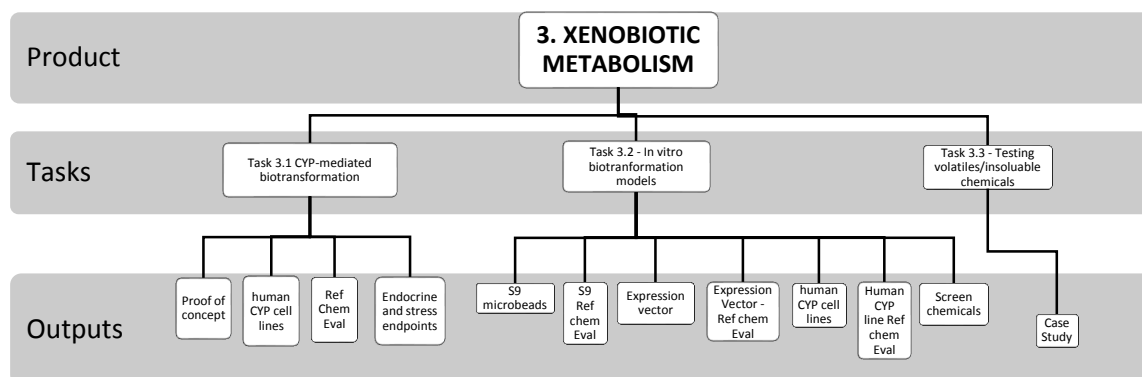 Product
3. XENOBIOTIC
METABOLISM
Tasks
Task 3.1 CYP-mediated
biotransformation
Task 3.2 - In vitro
biotranformation
models
Task 3.3 - Testing
volatiles/insoluable
chemicals
Outputs
Proof of
concept
human
CYP cell
lines
Ref
Chem
Eval
Endocrine
and stress
endpoints
S9
microbeads
S9
Ref
chem
Eval
Expression
vector
Expression
Vector -
Ref chem
Eval
human
CYP cell
lines
Human
CYP
line Ref
chem
Eval
Screen
chemicals
Case
Study